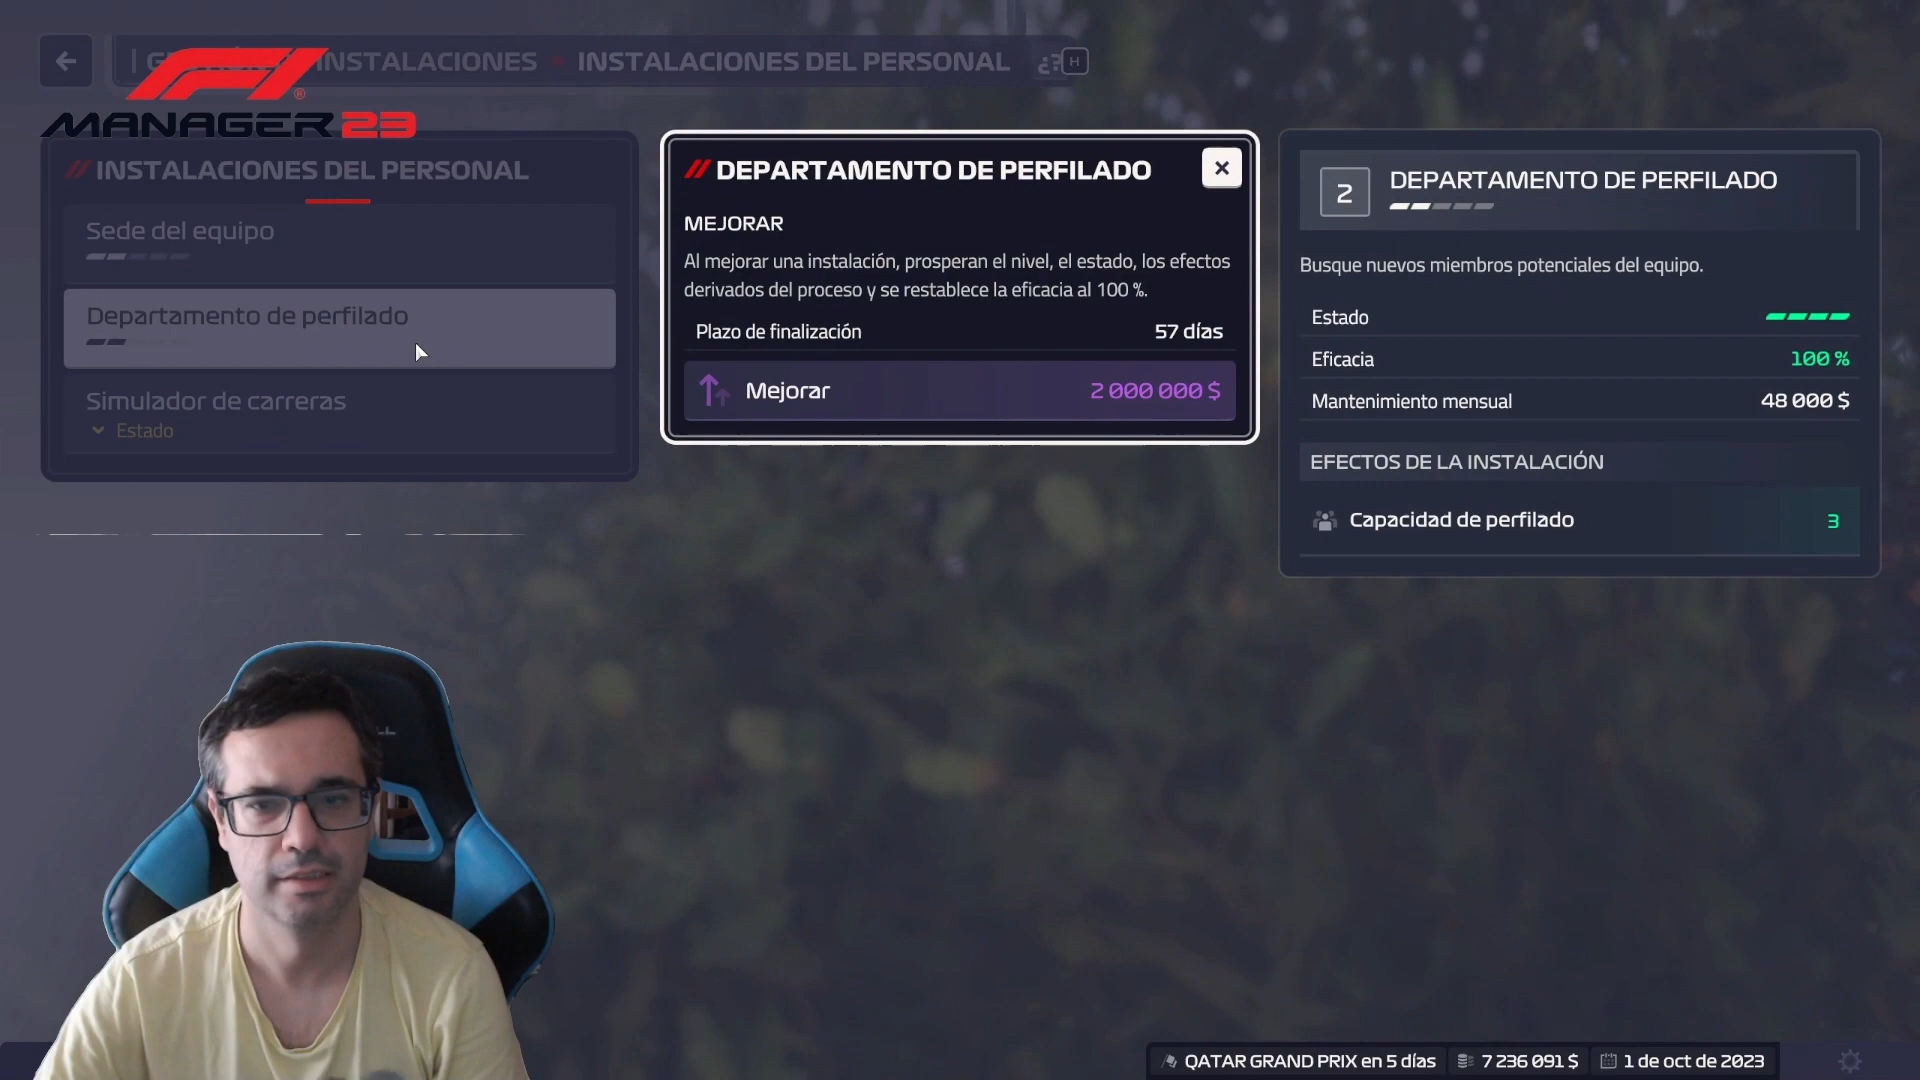 INSTALACIONES • INSTALACIONES DEL PERSONAL
H
F1®
MANAGER 23
INSTALACIONES DEL PERSONAL
Sede del equipo
Departamento de perfilado
Simulador de carreras
Estado
DEPARTAMENTO DE PERFILADO
MEJORAR
Al mejorar una instalación, prosperan el nivel, el estado, los efectos
derivados del proceso y se restablece la eficacia al 100 %.
Plazo de finalización 57 días
Mejorar 2 000 000 $
2 DEPARTAMENTO DE PERFILADO
Busque nuevos miembros potenciales del equipo.
Estado
Eficacia 100 %
Mantenimiento mensual 48 000 $
EFECTOS DE LA INSTALACIÓN
Capacidad de perfilado 3
QATAR GRAND PRIX en 5 días 7 236 091 $ 1 de oct de 2023